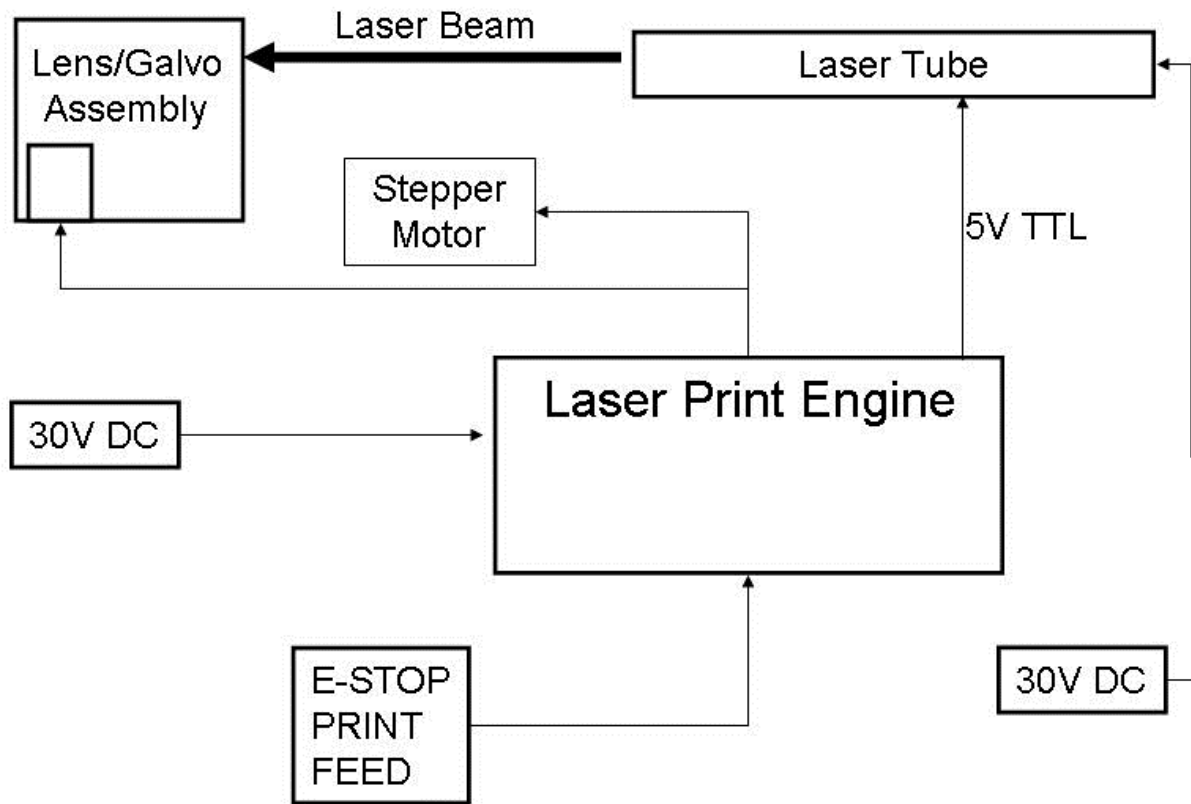 Laser Beam
Lens/Galvo
Assembly
Laser Tube
Stepper
Motor
5V TTL
Laser Print Engine
30V DC
E-STOP
PRINT
FEED
30V DC